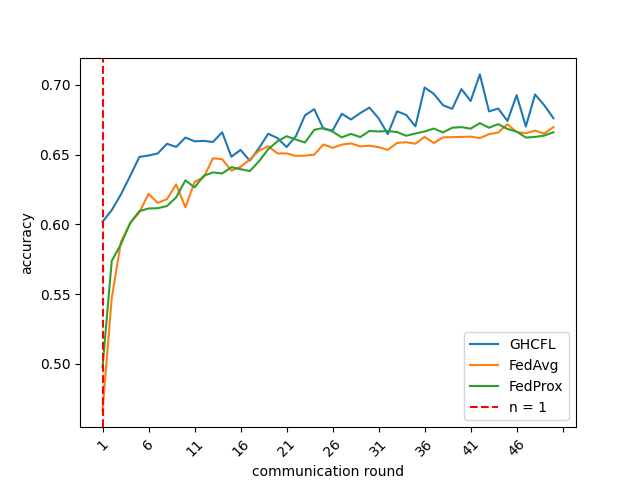 0.70
0.65
0.60
0.55
0.50
accuracy
GHCFL
FedAvg
FedProx
n = 1
1 6 11 16 21 26 31 36 41 46
communication round